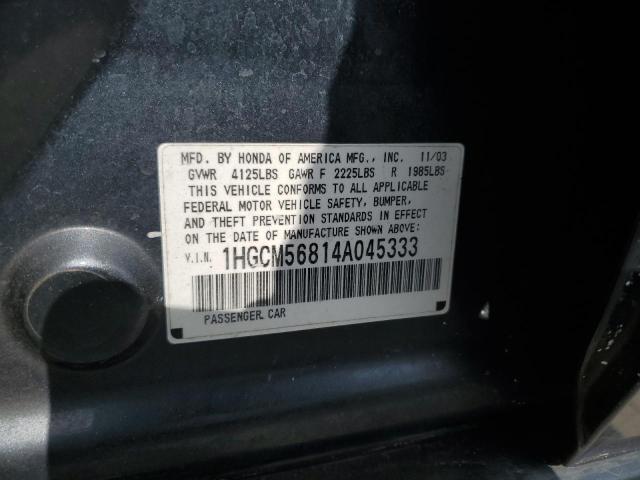 MFD. BY HONDA OF AMERICA MFG., INC. 11/03
GVWR 4125LBS GAWR F 2225LBS R 1985LBS
THIS VEHICLE CONFORMS TO ALL APPLICABLE
FEDERAL MOTOR VEHICLE SAFETY, BUMPER,
AND THEFT PREVENTION STANDARDS IN EFFECT
ON THE DATE OF MANUFACTURE SHOWN ABOVE:
V.I.N. 1HGCM56814A045333
PASSENGER CAR